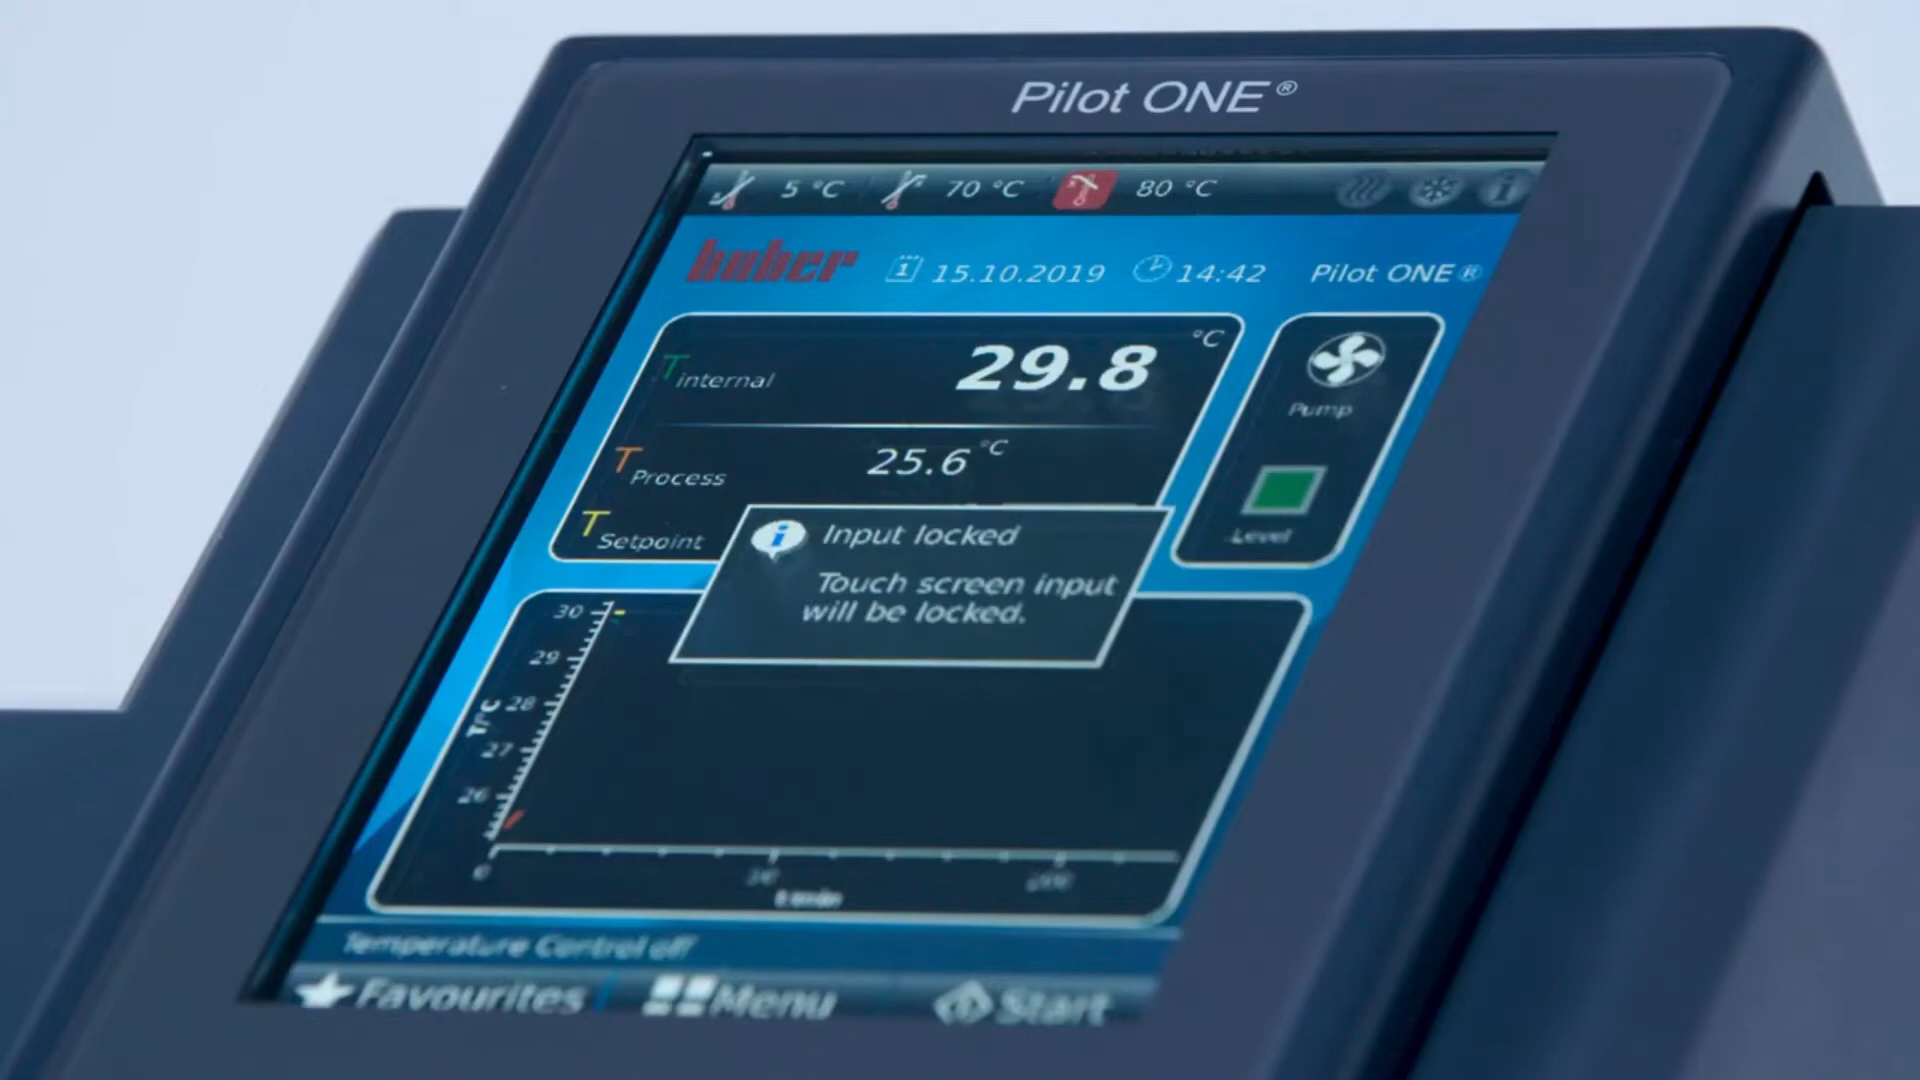 Pilot ONE®
5 °C 70 °C 80 °C
huber 1 15.10.2019 14:42 Pilot ONE®
T internal 29.8 °C
Pump
T Process 25.6 °C
T Setpoint
Level
Input locked
Touch screen input
will be locked.
30
29
28
T/°C
27
26
0
Temperature Control off
Favourites Menu Start